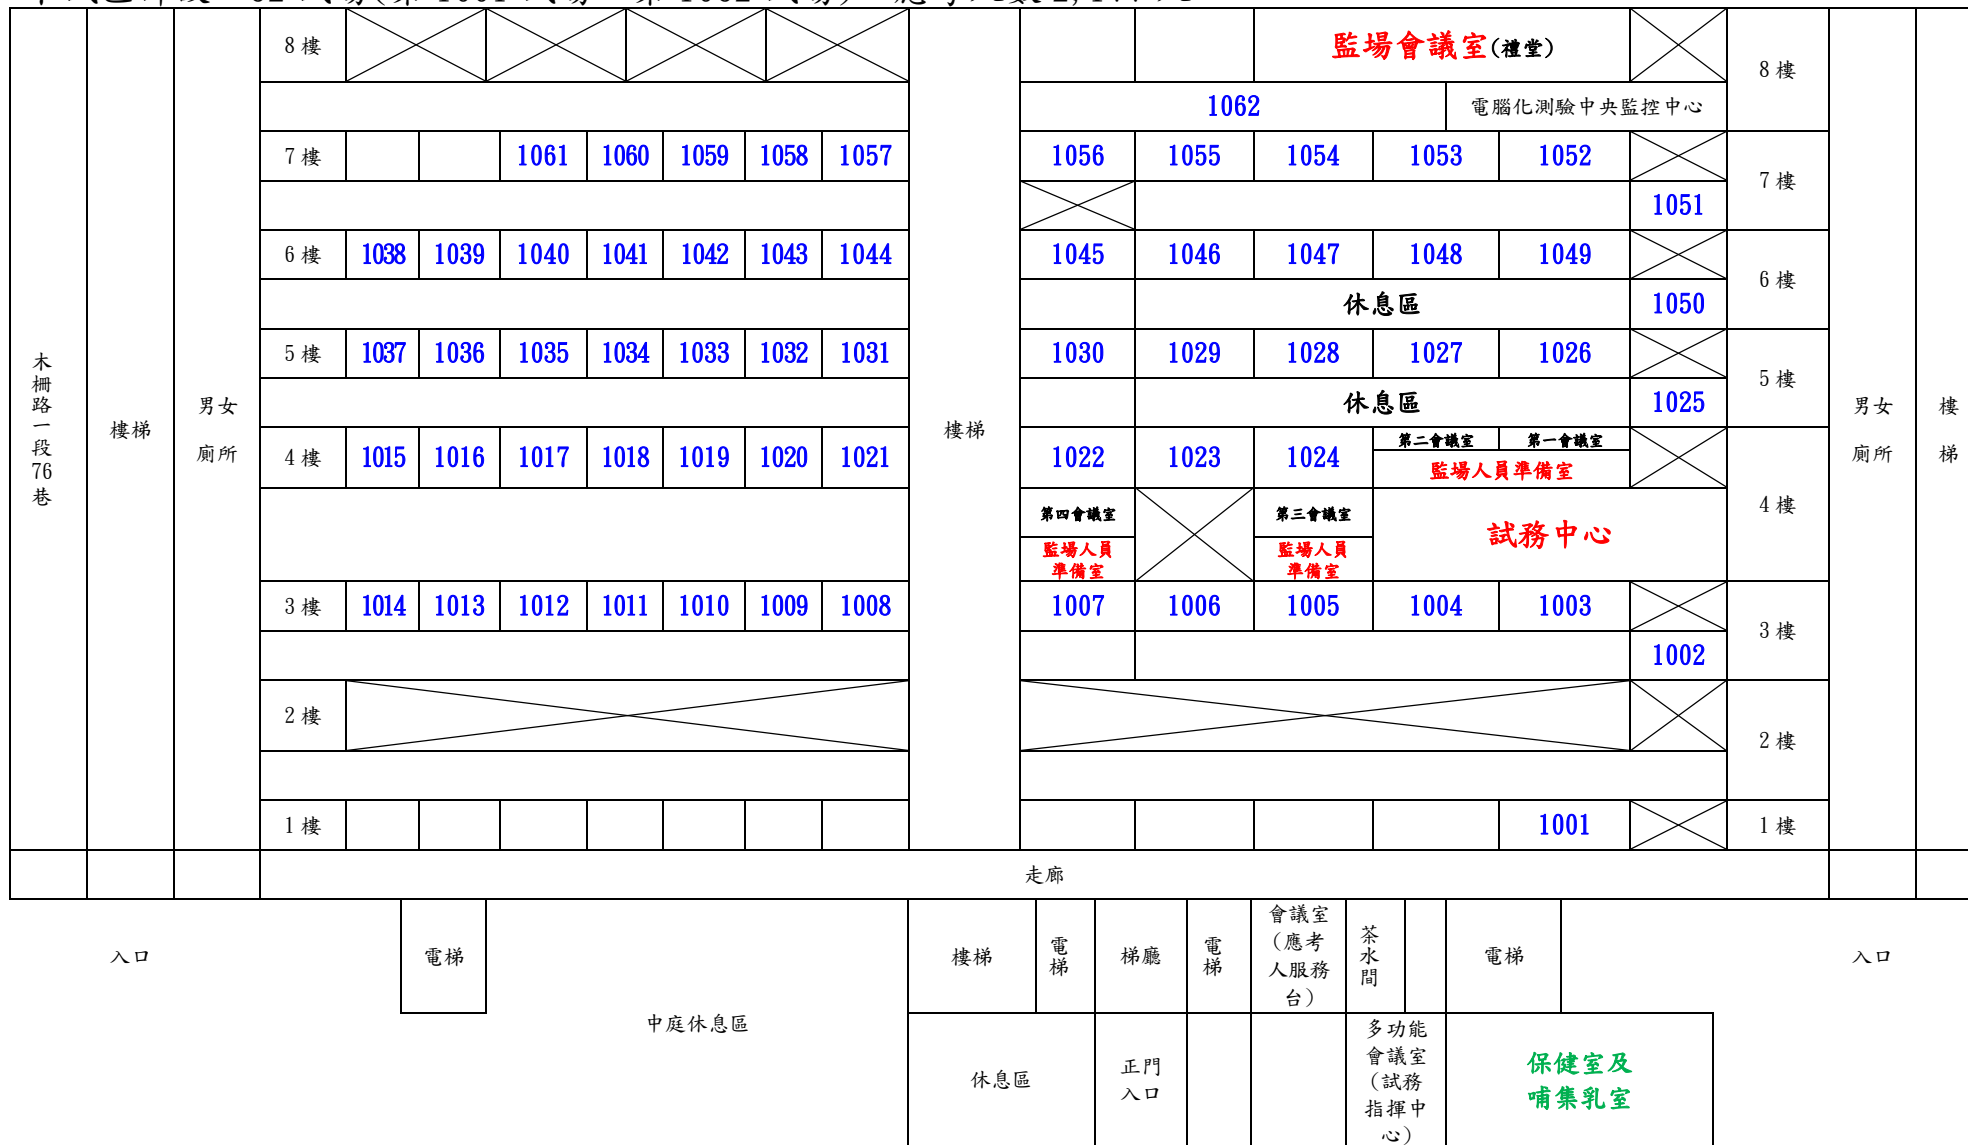 8樓 監場會議室(禮堂) 8樓
1062 電腦化測驗中央監控中心
7樓 1061 1060 1059 1058 1057 1056 1055 1054 1053 1052 7樓
1051
6樓 1038 1039 1040 1041 1042 1043 1044 1045 1046 1047 1048 1049 6樓
休息區 1050
5樓 1037 1036 1035 1034 1033 1032 1031 1030 1029 1028 1027 1026 5樓
休息區 1025
木柵路一段76巷
樓梯
男女
廁所
樓梯
男女
廁所
樓
梯
4樓 1015 1016 1017 1018 1019 1020 1021 1022 1023 1024 第二會議室 第一會議室 4樓
監場人員準備室
第四會議室 第三會議室 試務中心
監場人員
準備室
監場人員
準備室
3樓 1014 1013 1012 1011 1010 1009 1008 1007 1006 1005 1004 1003 3樓
1002
2樓 2樓
1樓 1001 1樓
走廊
入口 電梯 樓梯 電梯 梯廳 電梯
會議室
(應考
人服務
台)
茶水間
電梯 入口
中庭休息區
休息區
正門
入口
多功能
會議室
(試務
指揮中
心)
保健室及
哺集乳室